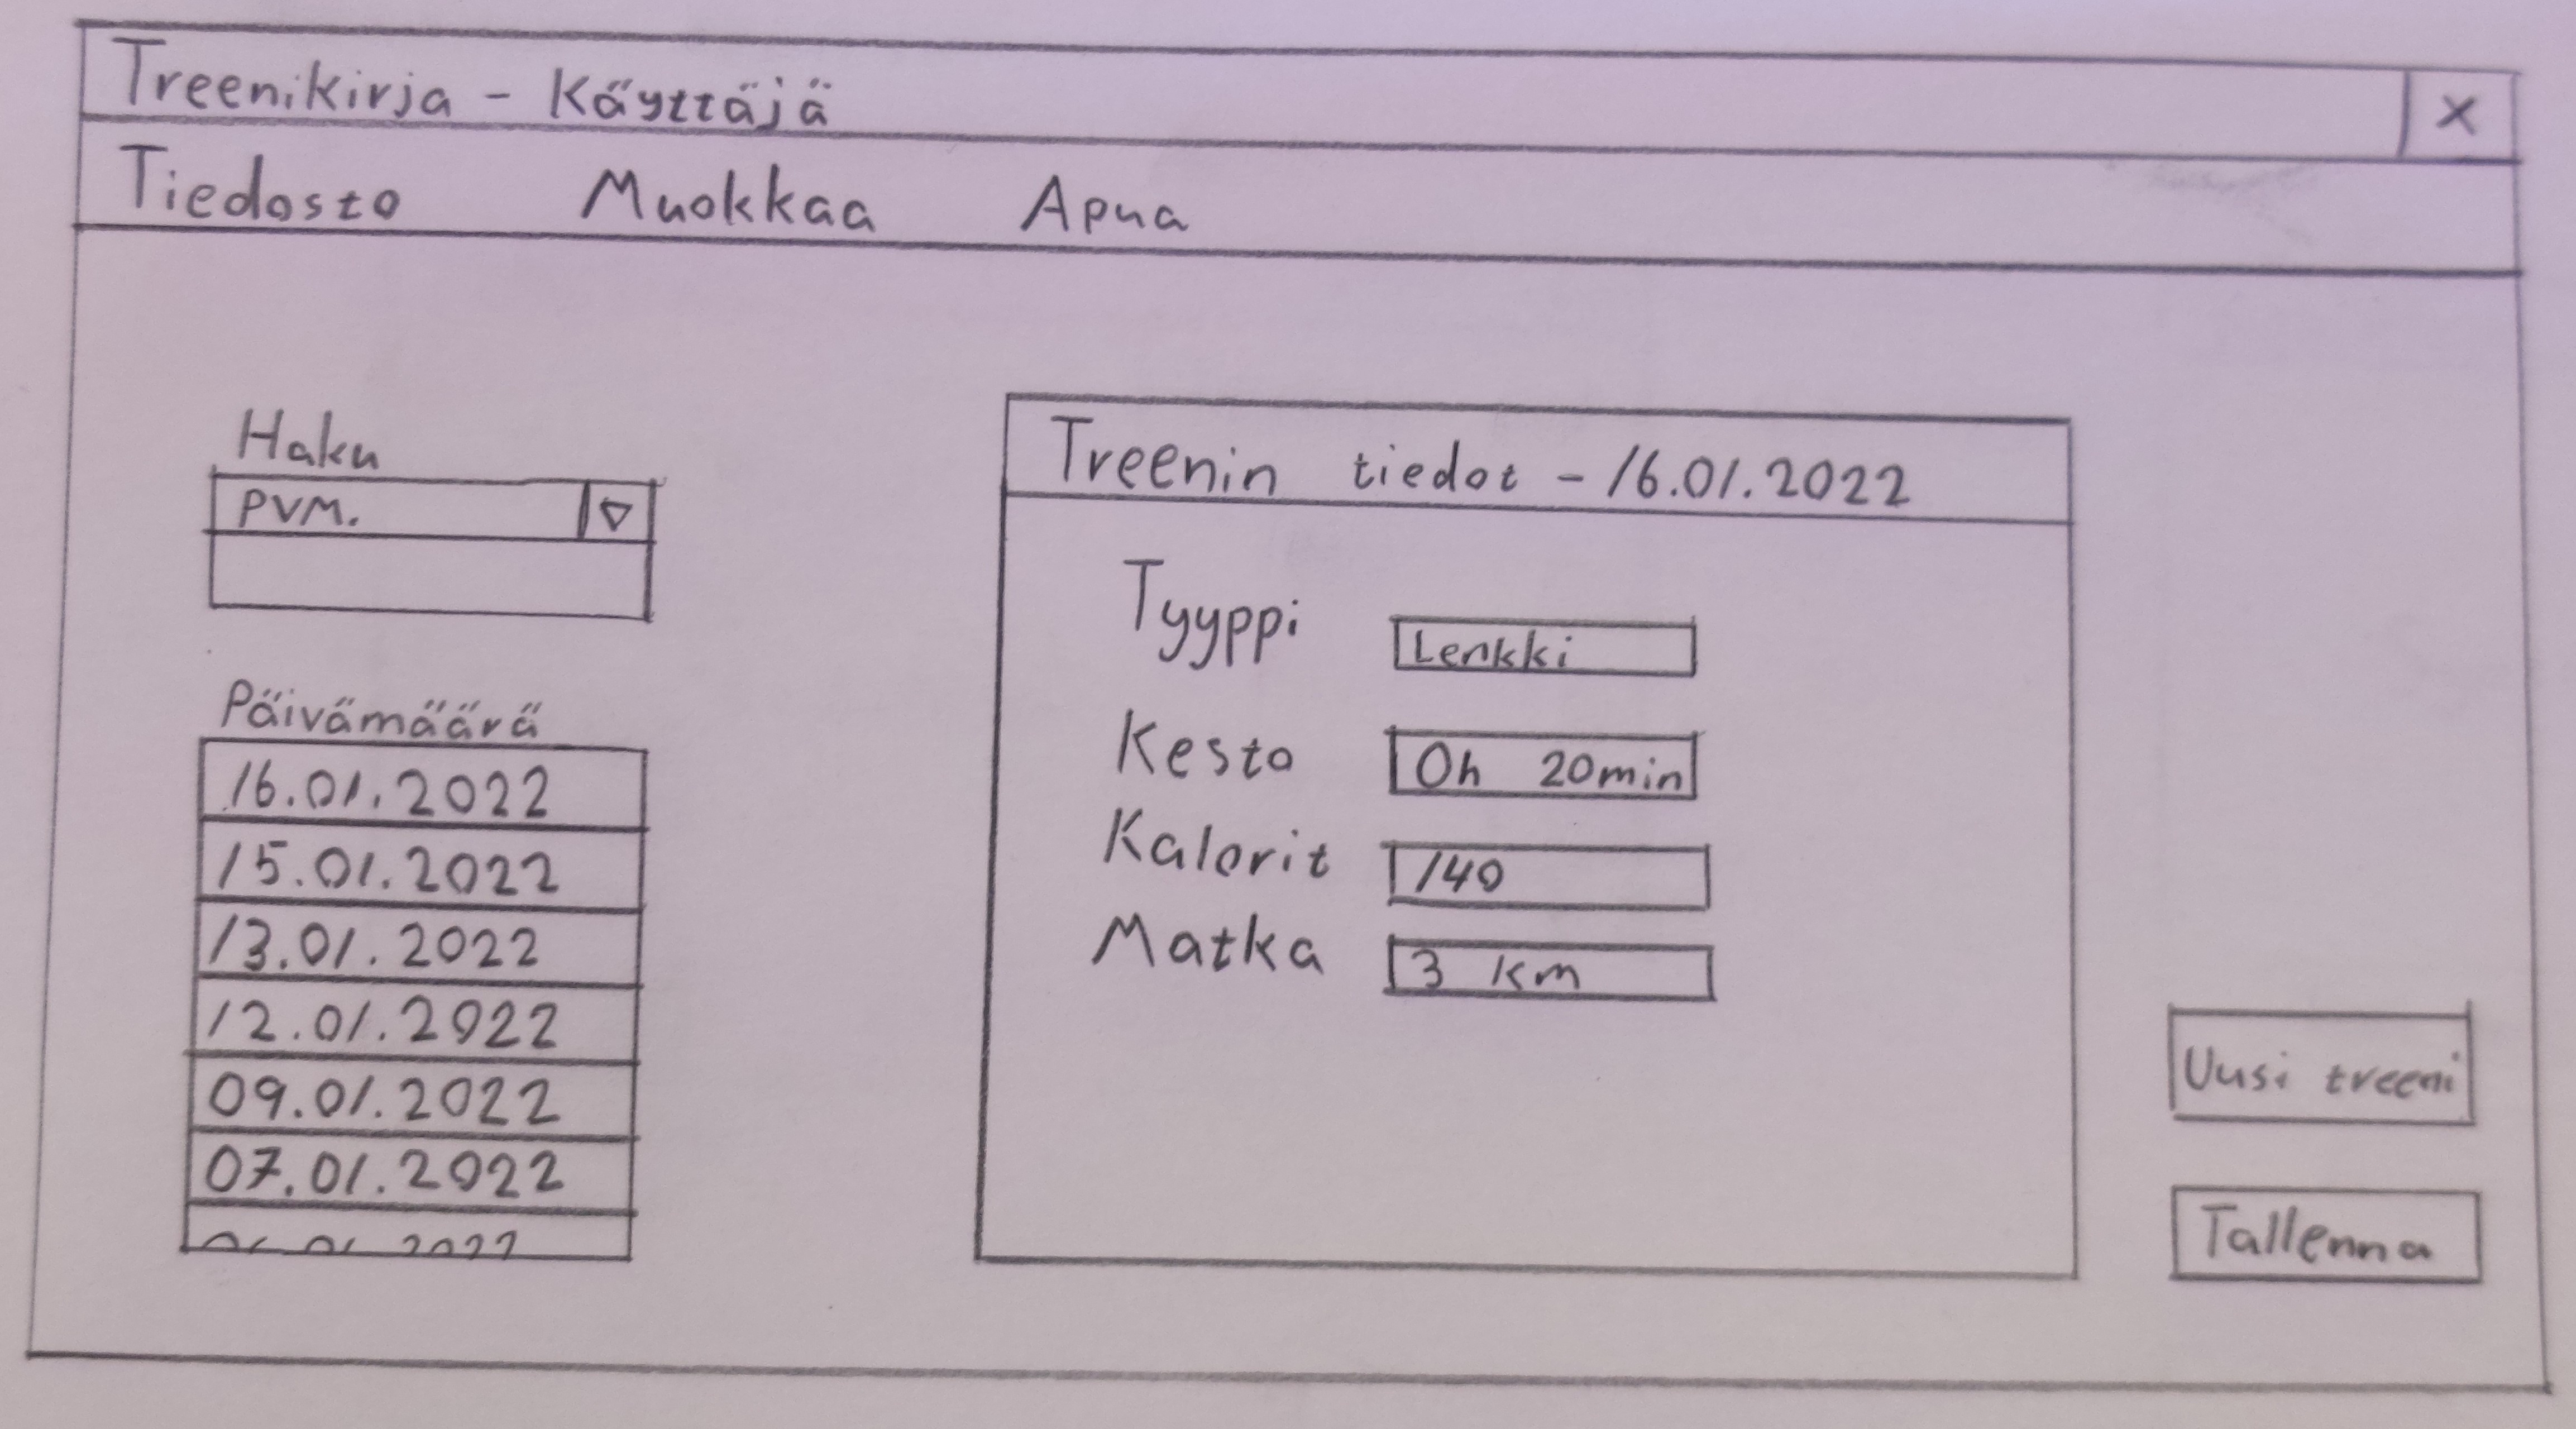 Treenikirja - Käyttäjä X
Tiedosto Muokkaa Apua
Haku
PVM.
Päivämäärä
16.01.2022
15.01.2022
13.01.2022
12.01.2022
09.01.2022
07.01.2022
Treenin tiedot - 16.01.2022
Tyyppi Lenkki
Kesto 0h 20min
Kalorit 140
Matka 3 km
Uusi treeni
Tallenna